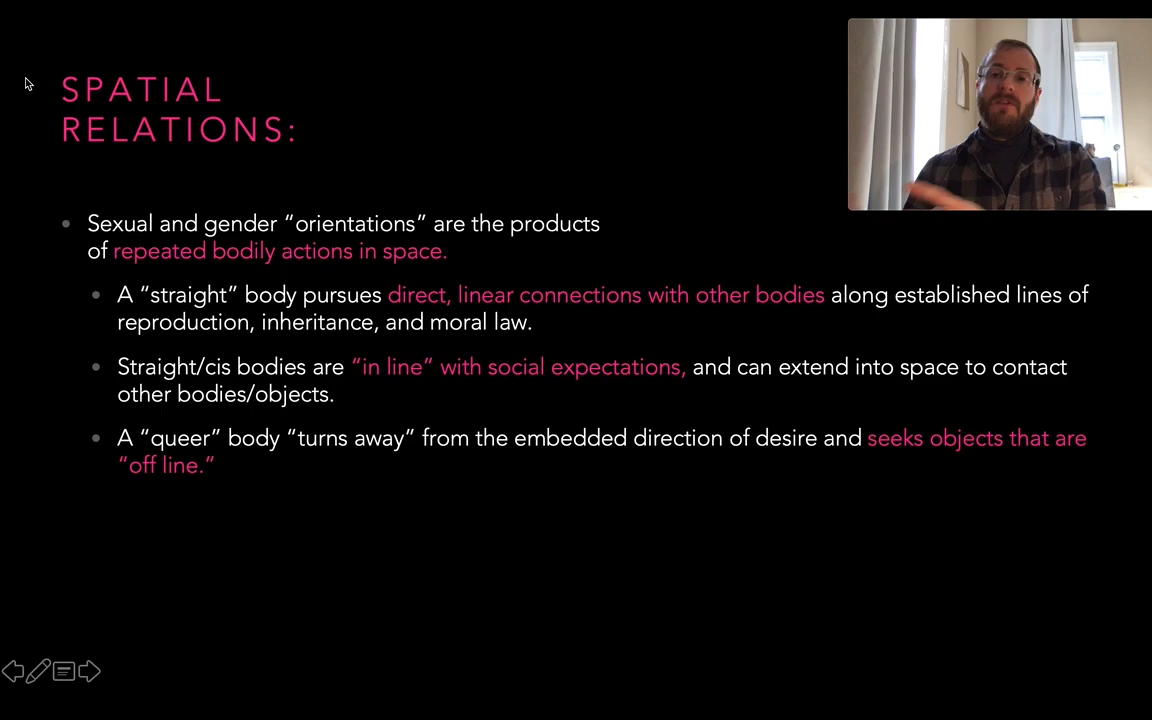 SPATIAL
RELATIONS:
Sexual and gender “orientations” are the products
of repeated bodily actions in space.
A “straight” body pursues direct, linear connections with other bodies along established lines of
reproduction, inheritance, and moral law.
Straight/cis bodies are “in line” with social expectations, and can extend into space to contact
other bodies/objects.
A “queer” body “turns away” from the embedded direction of desire and seeks objects that are
“off line.”